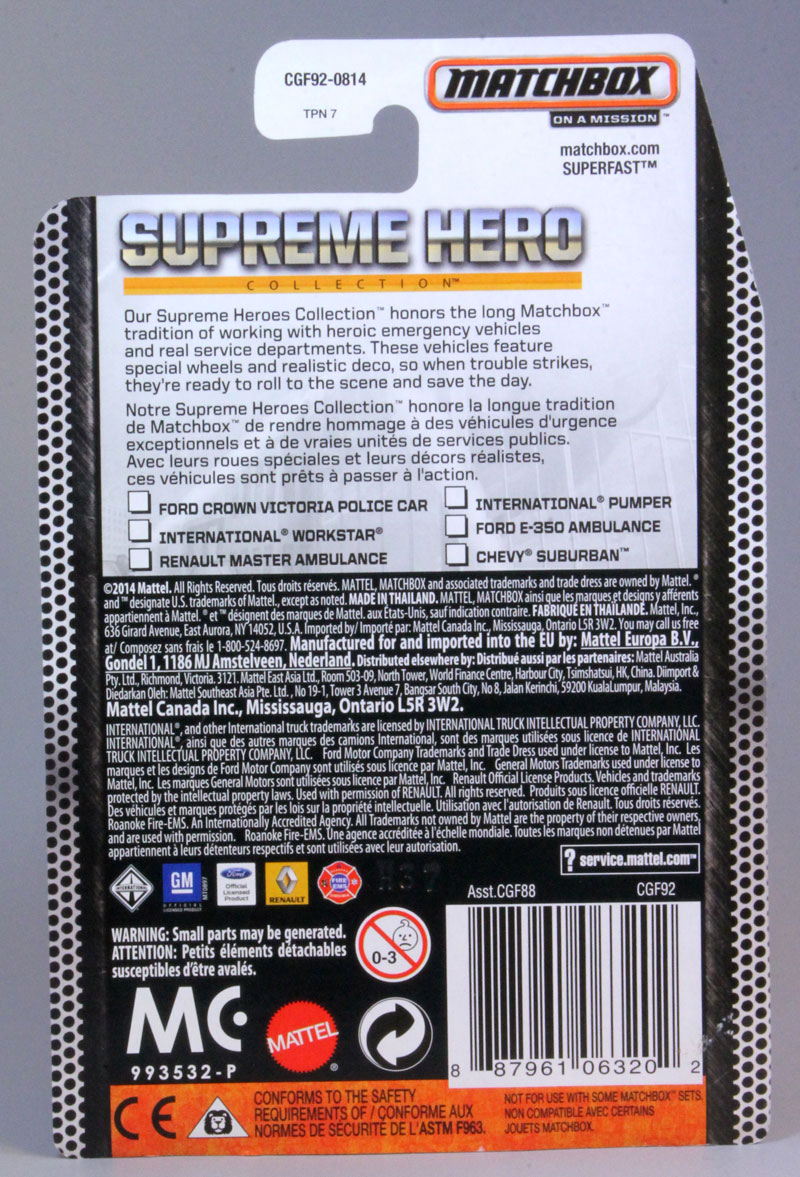 CGF92-0814
TPN 7
MATCHBOX
ON A MISSION™
matchbox.com
SUPERFAST™
SUPREME HERO
COLLECTION™
Our Supreme Heroes Collection™ honors the long Matchbox™
tradition of working with heroic emergency vehicles
and real service departments. These vehicles feature
special wheels and realistic deco, so when trouble strikes,
they're ready to roll to the scene and save the day.
Notre Supreme Heroes Collection™ honore la longue tradition
de Matchbox™ de rendre hommage à des véhicules d'urgence
exceptionnels et à de vraies unités de services publics.
Avec leurs roues spéciales et leurs décors réalistes,
ces véhicules sont prêts à passer à l'action.
FORD CROWN VICTORIA POLICE CAR
INTERNATIONAL® WORKSTAR®
RENAULT MASTER AMBULANCE
INTERNATIONAL® PUMPER
FORD E-350 AMBULANCE
CHEVY® SUBURBAN™
©2014 Mattel. All Rights Reserved. Tous droits réservés. MATTEL, MATCHBOX and associated trademarks and trade dress are owned by Mattel. ®
and ™ designate U.S. trademarks of Mattel., except as noted. MADE IN THAILAND. MATTEL, MATCHBOX ainsi que les marques et designs y afférents
appartiennent à Mattel. ® et ™ désignent des marques de Mattel. aux États-Unis, sauf indication contraire. FABRIQUÉ EN THAÏLANDE. Mattel, Inc.,
636 Girard Avenue, East Aurora, NY 14052, U.S.A. Imported by/ Importé par: Mattel Canada Inc., Mississauga, Ontario L5R 3W2. You may call us free
at/ Composez sans frais le 1-800-524-8697. Manufactured for and imported into the EU by: Mattel Europa B.V.,
Gondel 1, 1186 MJ Amstelveen, Nederland. Distributed elsewhere by: Distribué aussi par les partenaires: Mattel Australia
Pty. Ltd., Richmond, Victoria. 3121. Mattel East Asia Ltd., Room 503-09, North Tower, World Finance Centre, Harbour City, Tsimshatsui, HK, China. Diimport &
Diedarkan Oleh: Mattel Southeast Asia Pte. Ltd. , No 19-1, Tower 3 Avenue 7, Bangsar South City, No 8, Jalan Kerinchi, 59200 KualaLumpur, Malaysia.
Mattel Canada Inc., Mississauga, Ontario L5R 3W2.
INTERNATIONAL®, and other International truck trademarks are licensed by INTERNATIONAL TRUCK INTELLECTUAL PROPERTY COMPANY, LLC.
INTERNATIONAL®, ainsi que des autres marques des camions International, sont des marques utilisées sous licence de INTERNATIONAL
TRUCK INTELLECTUAL PROPERTY COMPANY, LLC. Ford Motor Company Trademarks and Trade Dress used under license to Mattel, Inc. Les
marques et les designs de Ford Motor Company sont utilisés sous licence par Mattel, Inc. General Motors Trademarks used under license to
Mattel, Inc. Les marques General Motors sont utilisées sous licence par Mattel, Inc. Renault Official License Products. Vehicles and trademarks
protected by the intellectual property laws. Used with permission of RENAULT. All rights reserved. Produits sous licence officielle RENAULT.
Des véhicules et marques protégés par les lois sur la propriété intellectuelle. Utilisation avec l'autorisation de Renault. Tous droits réservés.
Roanoke Fire-EMS. An Internationally Accredited Agency. All Trademarks not owned by Mattel are the property of their respective owners,
and are used with permission. Roanoke Fire-EMS. Une agence accréditée à l'échelle mondiale. Toutes les marques non détenues par Mattel
appartiennent à leurs détenteurs respectifs et sont utilisées avec leur autorisation.
? service.mattel.com™
INTERNATIONAL
GM
OFFICIAL
LICENSED PRODUCT
Ford
Official
Licensed
Product
RENAULT
FIRE
EMS
H37
Asst.CGF88
CGF92
WARNING: Small parts may be generated.
ATTENTION: Petits éléments détachables
susceptibles d'être avalés.
0-3
MC
993532-P
MATTEL®
8 87961 06320 2
CE
CONFORMS TO THE SAFETY
REQUIREMENTS OF / CONFORME AUX
NORMES DE SÉCURITÉ DE L'ASTM F963.
NOT FOR USE WITH SOME MATCHBOX™ SETS.
NON COMPATIBLE AVEC CERTAINS
JOUETS MATCHBOX.